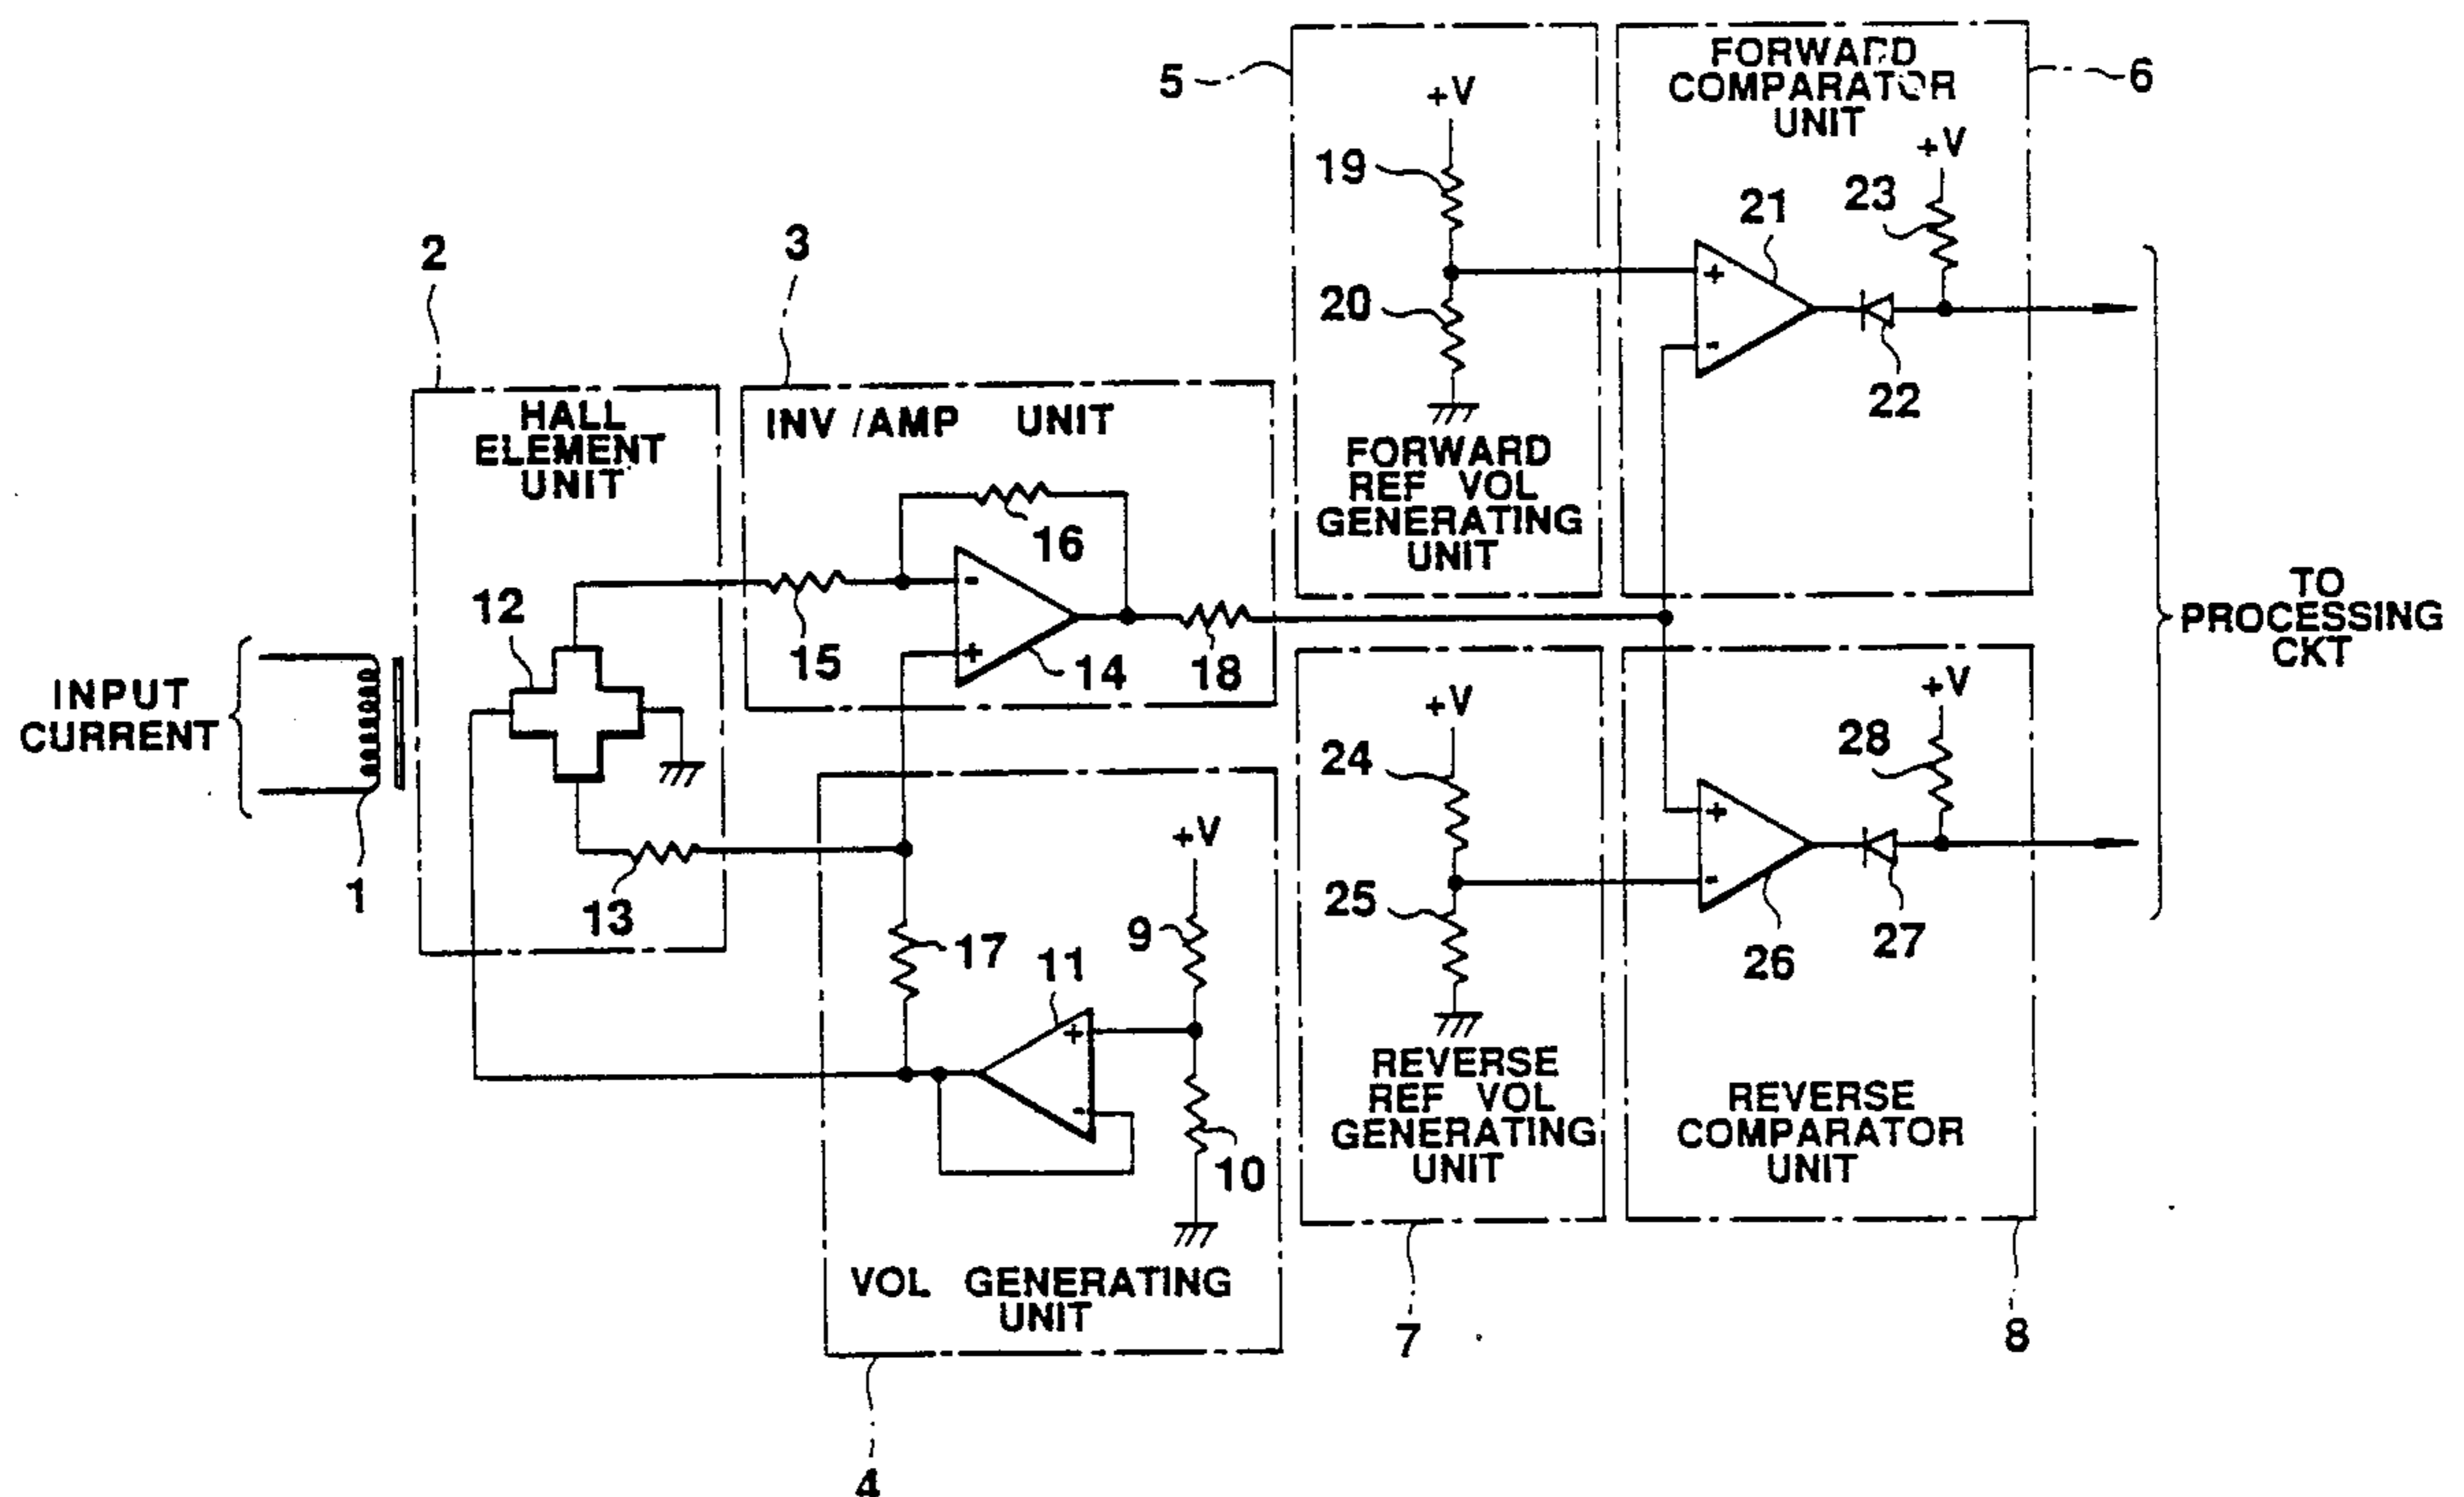 5
FORWARD
COMPARATOR
UNIT
6
+V
+V
19
23
21
2
3
20
22
HALL
ELEMENT
UNIT
INV /AMP UNIT
FORWARD
REF VOL
GENERATING
UNIT
16
-
+
+
-
12
15
14
18
TO
PROCESSING
CKT
INPUT
CURRENT
+V
+V
24
28
+
-
1
13
+V
25
26
27
17
11
9
+
-
10
REVERSE
REF VOL
GENERATING
UNIT
REVERSE
COMPARATOR
UNIT
VOL GENERATING
UNIT
7
8
4